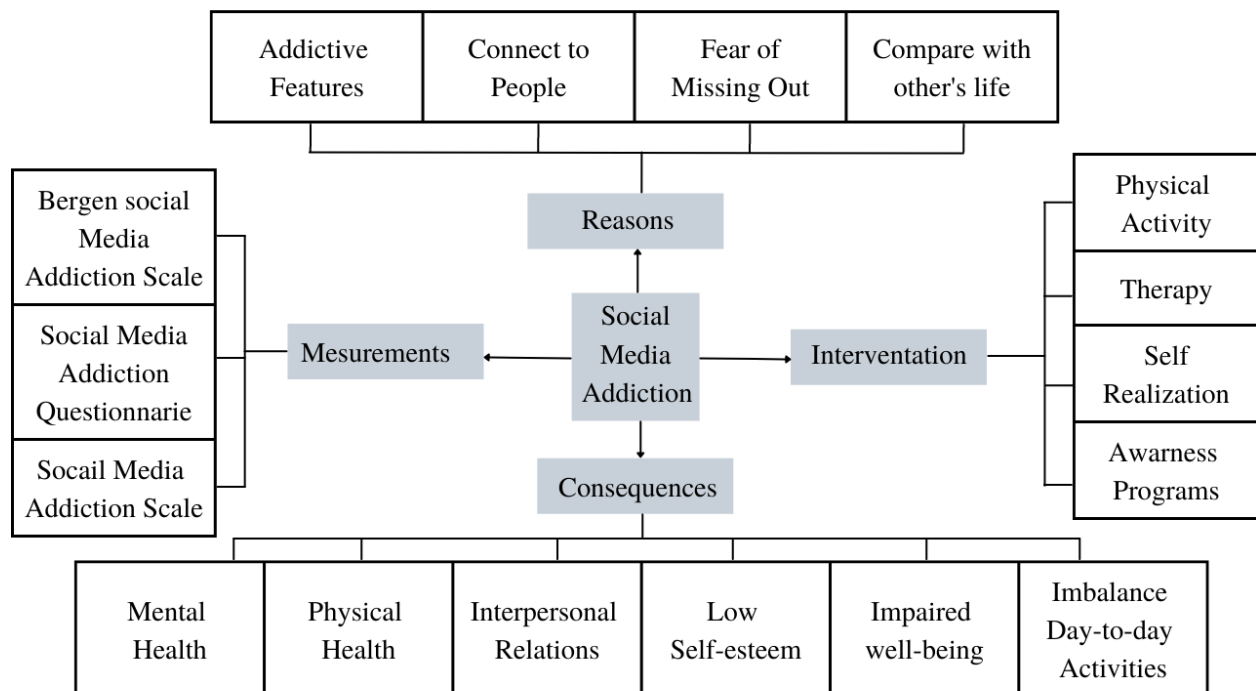 Addictive
Features
Connect to
People
Fear of
Missing Out
Compare with
other's life
Reasons
Bergen social
Media
Addiction Scale
Social Media
Addiction
Questionnarie
Socail Media
Addiction Scale
Mesurements
Social
Media
Addiction
Interventation
Physical
Activity
Therapy
Self
Realization
Awarness
Programs
Consequences
Mental
Health
Physical
Health
Interpersonal
Relations
Low
Self-esteem
Impaired
well-being
Imbalance
Day-to-day
Activities